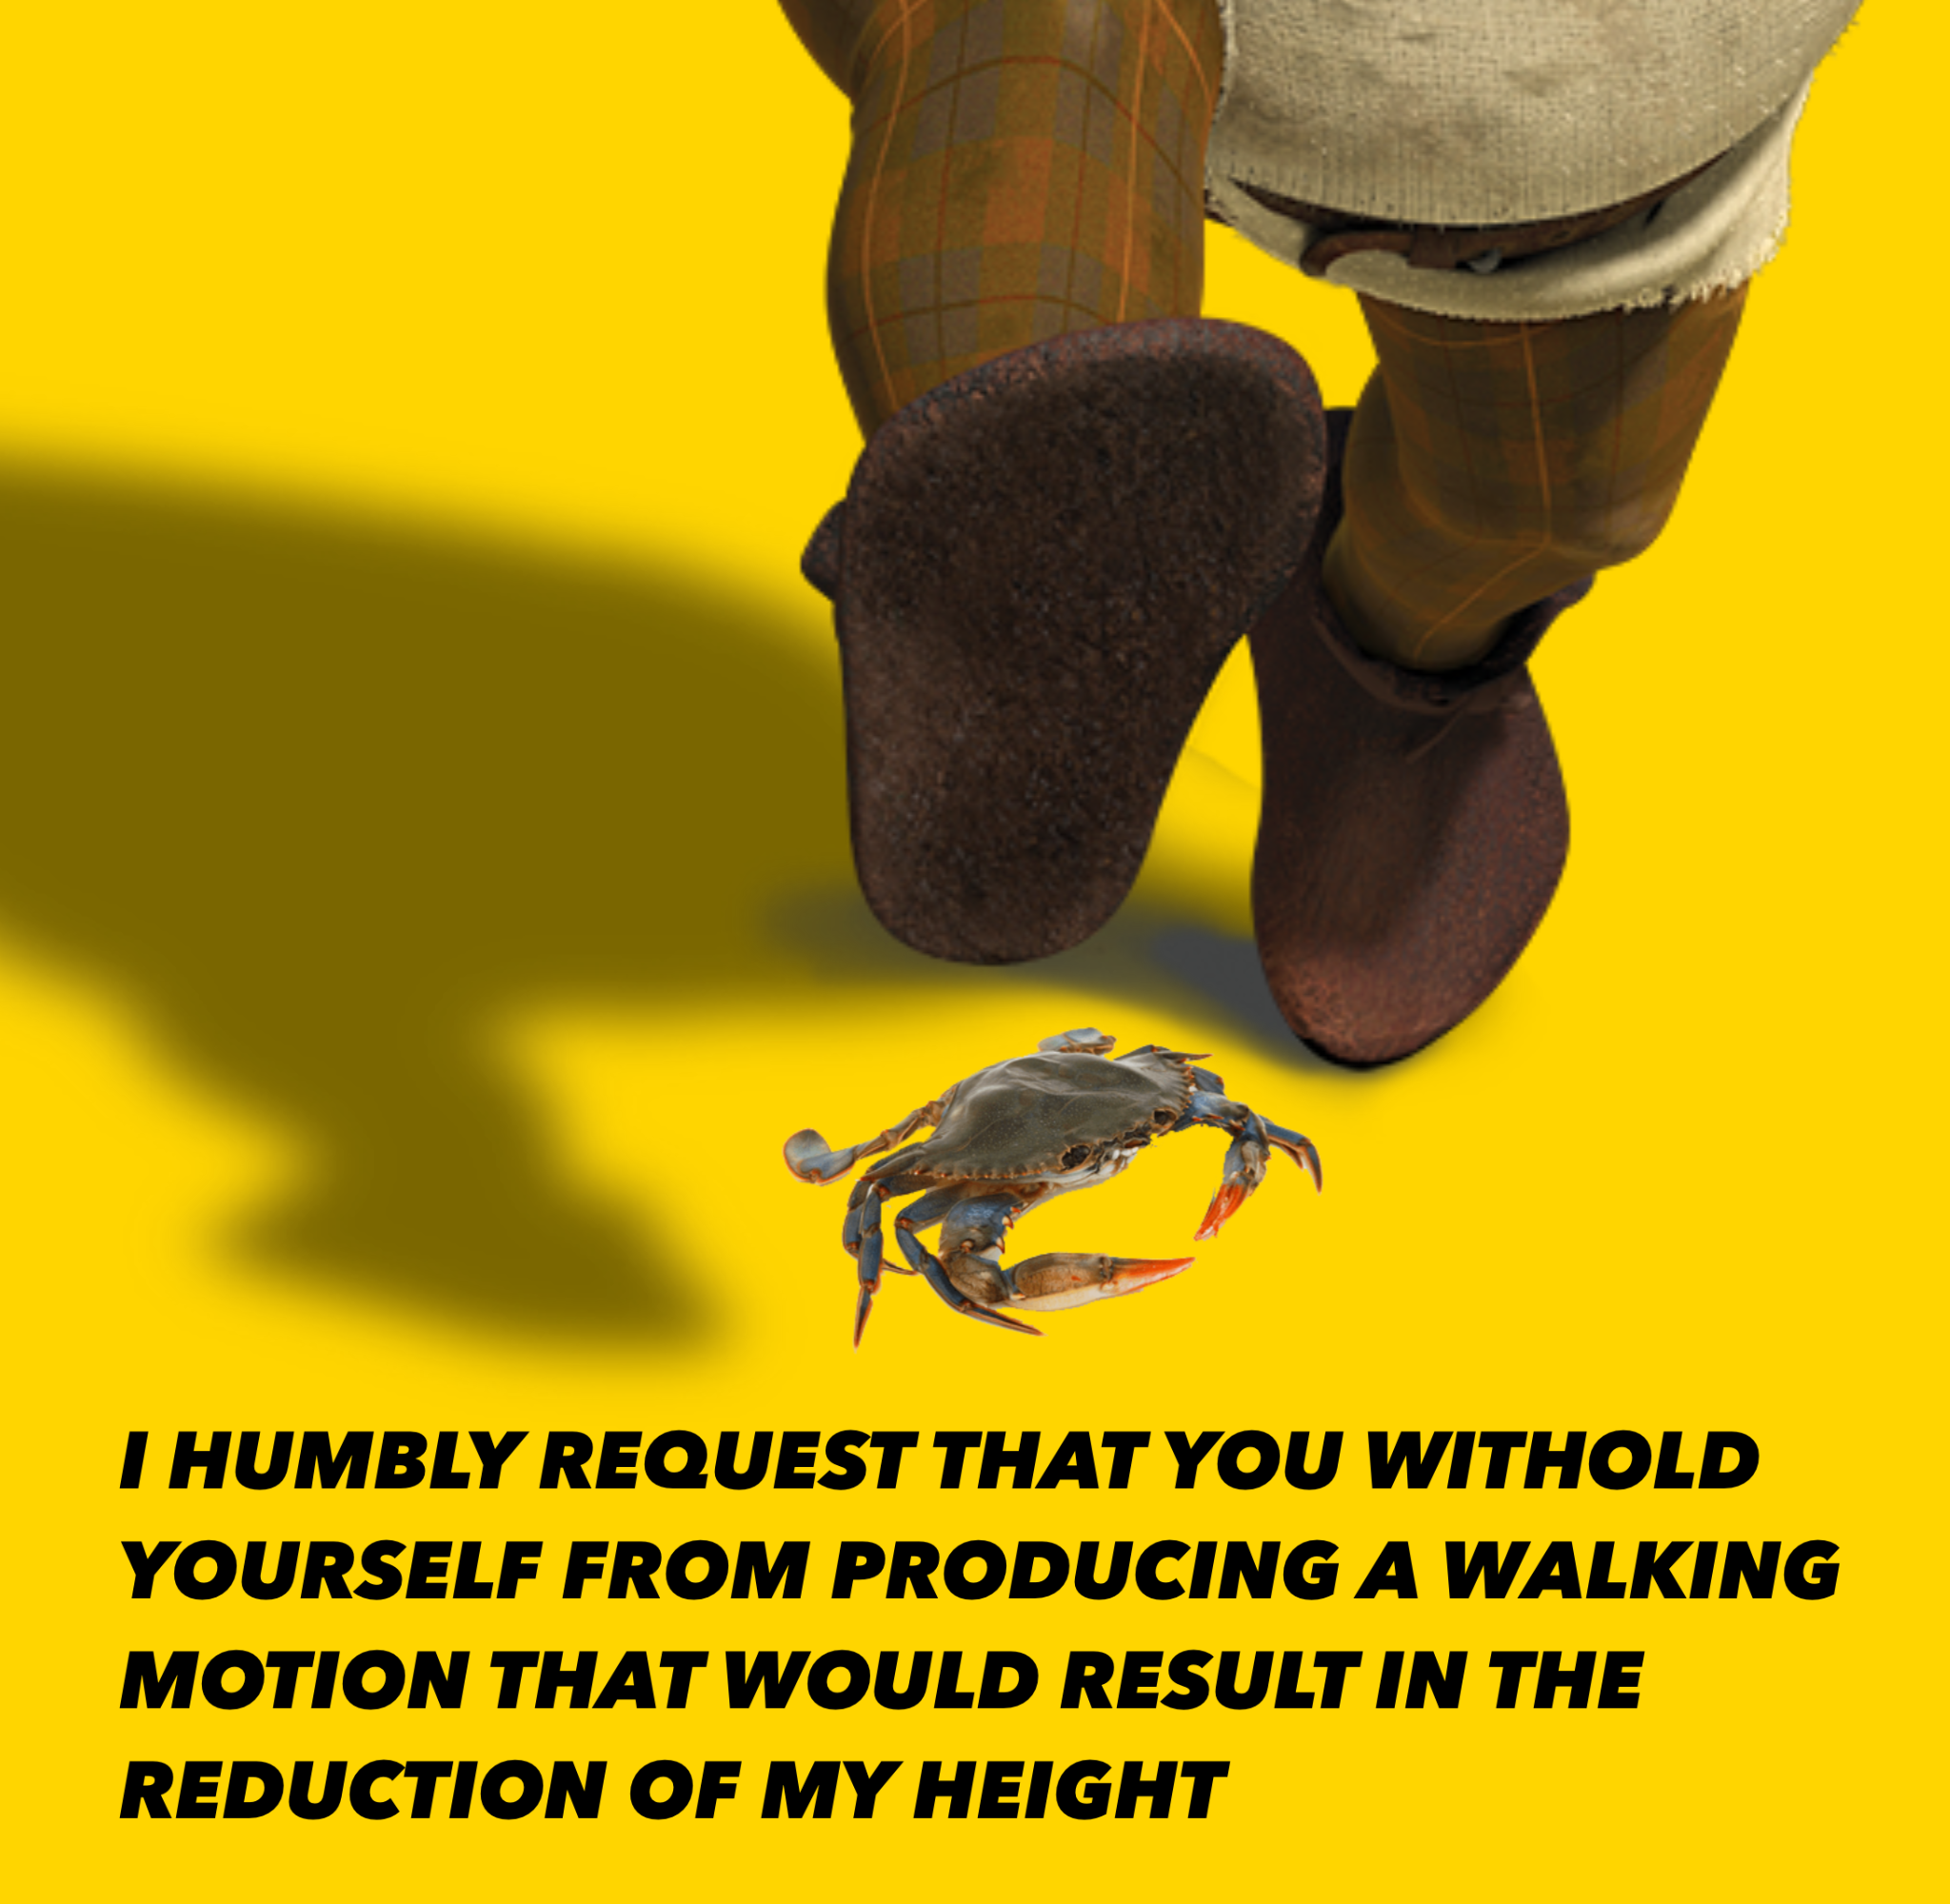 I HUMBLY REQUEST THAT YOU WITHOLD
YOURSELF FROM PRODUCING A WALKING
MOTION THAT WOULD RESULT IN THE
REDUCTION OF MY HEIGHT